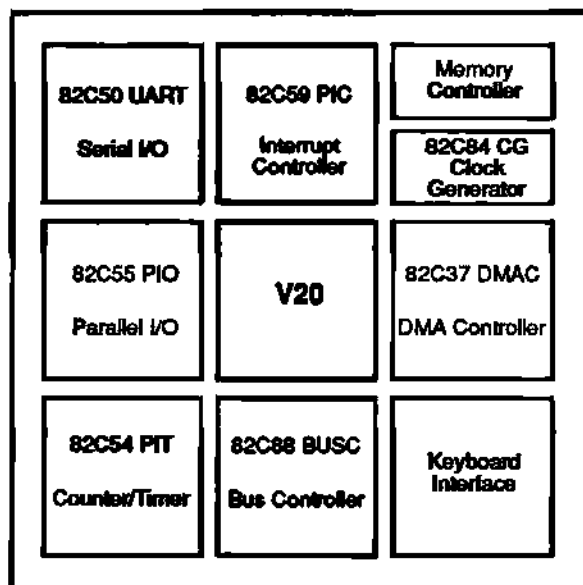 82C50 UART
Serial I/O
82C59 PIC
Interrupt
Controller
Memory
Controller
82C84 CG
Clock
Generator
82C55 PIO
Parallel I/O
V20
82C37 DMAC
DMA Controller
82C54 PIT
Counter/Timer
82C88 BUSC
Bus Controller
Keyboard
Interface